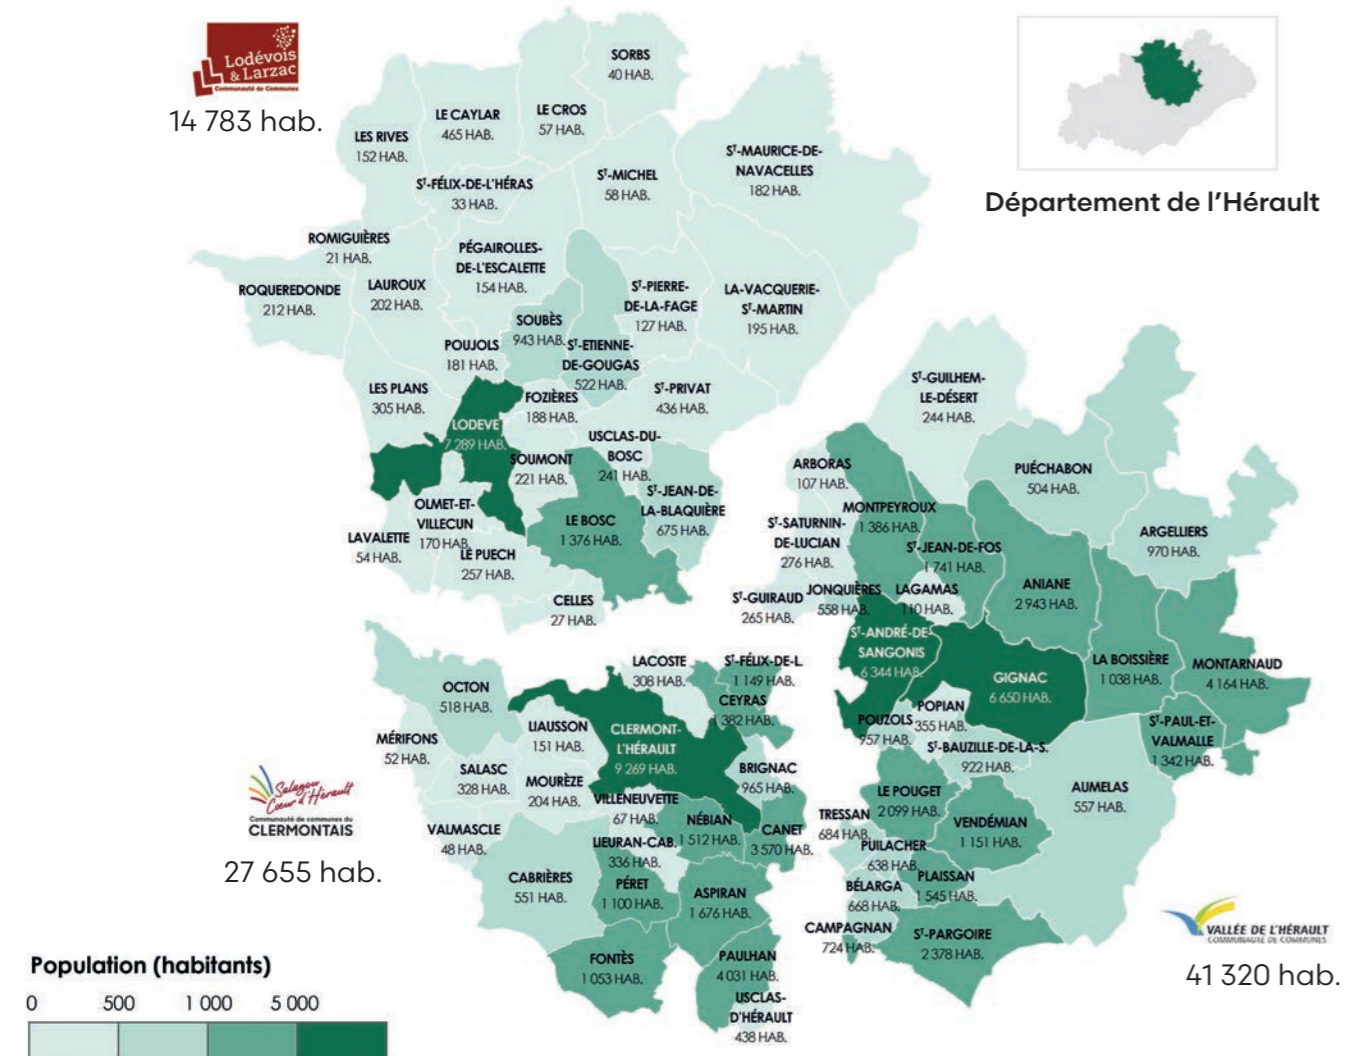 Lodévois
& Larzac
Communauté de Communes
14 783 hab.
SORBS
40 HAB.
LE CROS
57 HAB.
LE CAYLAR
465 HAB.
LES RIVES
152 HAB.
ST-MAURICE-DE-
NAVACELLES
182 HAB.
ST-MICHEL
58 HAB.
ST-FÉLIX-DE-L'HÉRAS
33 HAB.
Département de l'Hérault
ROMIGUIÈRES
21 HAB.
PÉGAIROLLES-
DE-L'ESCALETTE
154 HAB.
ROQUEREDONDE
212 HAB.
LAUROUX
202 HAB.
ST-PIERRE-
DE-LA-FAGE
127 HAB.
LA-VACQUERIE-
ST-MARTIN
195 HAB.
SOUBÈS
943 HAB.
ST-ETIENNE-
DE-GOUGAS
522 HAB.
POUJOLS
181 HAB.
LES PLANS
305 HAB.
FOZIÈRES
188 HAB.
ST-PRIVAT
436 HAB.
LODEVE
7 289 HAB.
USCLAS-DU-
BOSC
241 HAB.
SOUMONT
221 HAB.
ST-JEAN-DE-
LA-BLAQUIÈRE
675 HAB.
OLMET-ET-
VILLECUN
170 HAB.
LE BOSC
1 376 HAB.
LAVALETTE
54 HAB.
LE PUECH
257 HAB.
CELLES
27 HAB.
ST-GUILHEM-
LE-DÉSERT
244 HAB.
PUÉCHABON
504 HAB.
ARGELLIERS
970 HAB.
ARBORAS
107 HAB.
MONTPEYROUX
1 386 HAB.
ST-SATURNIN-
DE-LUCIAN
276 HAB.
ST-JEAN-DE-FOS
1 741 HAB.
ANIANE
2 943 HAB.
ST-GUIRAUD
265 HAB.
JONQUIÈRES
558 HAB.
LAGAMAS
110 HAB.
ST-ANDRÉ-DE-
SANGONIS
6 344 HAB.
GIGNAC
6 650 HAB.
LA BOISSIÈRE
1 038 HAB.
MONTARNAUD
4 164 HAB.
POUZOLS
957 HAB.
POPIAN
355 HAB.
ST-BAUZILLE-DE-LA-S.
922 HAB.
ST-PAUL-ET-
VALMALLE
1 342 HAB.
AUMELAS
557 HAB.
LE POUGET
2 099 HAB.
VENDÉMIAN
1 151 HAB.
TRESSAN
684 HAB.
PUILACHER
638 HAB.
PLAISSAN
1 545 HAB.
BÉLARGA
668 HAB.
CAMPAGNAN
724 HAB.
ST-PARGOIRE
2 378 HAB.
VALLÉE DE L'HÉRAULT
COMMUNAUTÉ DE COMMUNES
41 320 hab.
LACOSTE
308 HAB.
ST-FÉLIX-DE-L.
1 149 HAB.
CEYRAS
382 HAB.
OCTON
518 HAB.
LIAUSSON
151 HAB.
CLERMONT-
L'HÉRAULT
9 269 HAB.
MÉRIFONS
52 HAB.
SALASC
328 HAB.
MOURÈZE
204 HAB.
BRIGNAC
965 HAB.
VILLENEUVETTE
67 HAB.
NÉBIAN
1 512 HAB.
CANET
3 570 HAB.
VALMASCLE
48 HAB.
LIEURAN-CAB.
336 HAB.
CABRIÈRES
551 HAB.
PÉRET
1 100 HAB.
ASPIRAN
1 676 HAB.
FONTÈS
1 053 HAB.
PAULHAN
4 031 HAB.
USCLAS-
D'HÉRAULT
438 HAB.
Salagou
Cœur d'Hérault
Communauté de communes du
CLERMONTAIS
27 655 hab.
Population (habitants)
0 500 1 000 5 000